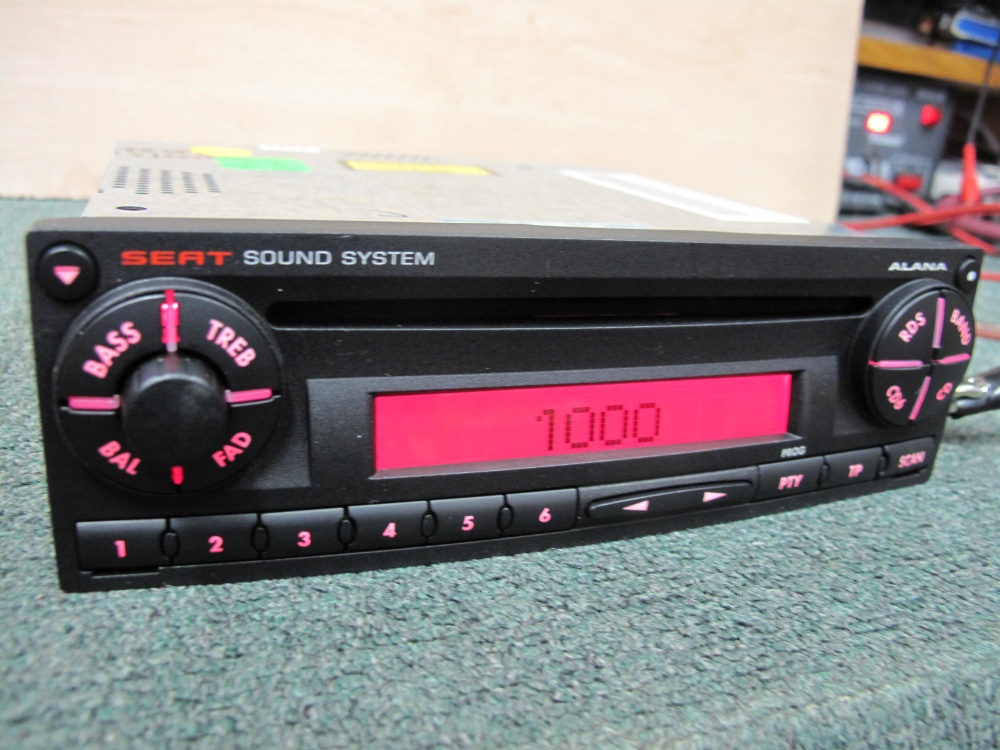 SEAT SOUND SYSTEM
ALANA
BASS TREB
BAL FAD
RDS BAND
CDS CD
1000
PROG
1 2 3 4 5 6 PTY TP SCAN